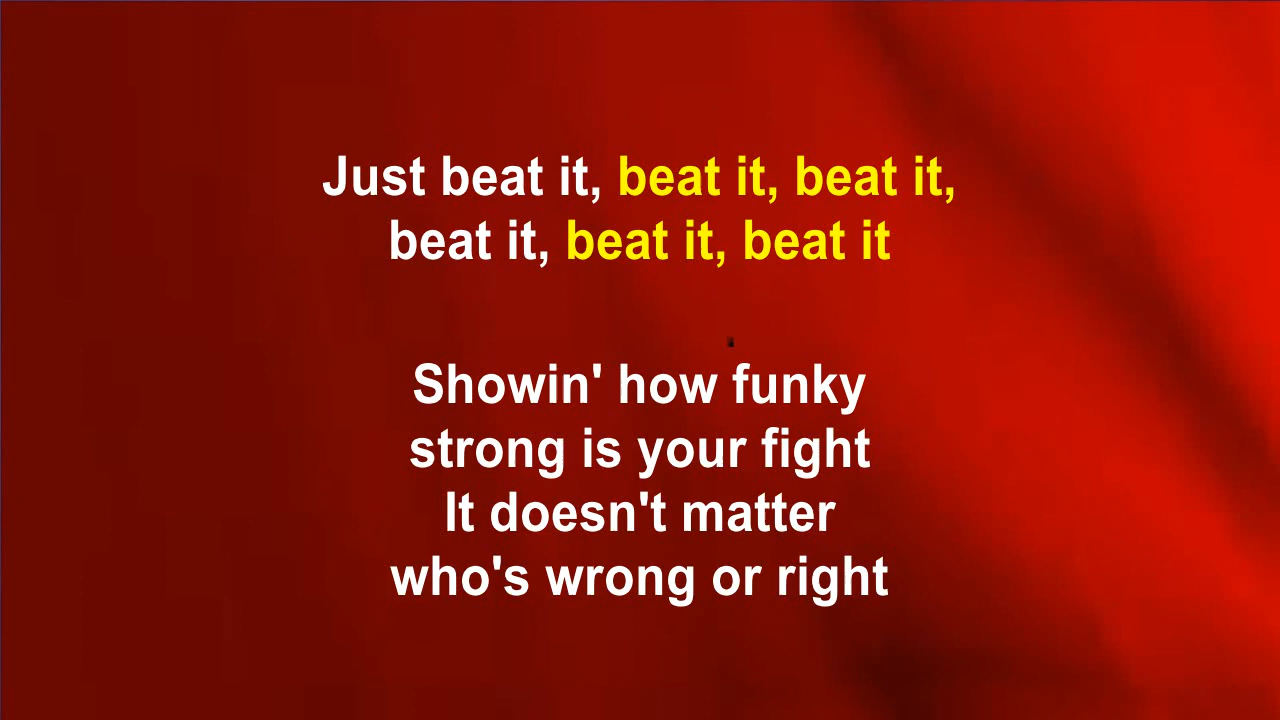 Just beat it, beat it, beat it,
beat it, beat it, beat it
Showin' how funky
strong is your fight
It doesn't matter
who's wrong or right